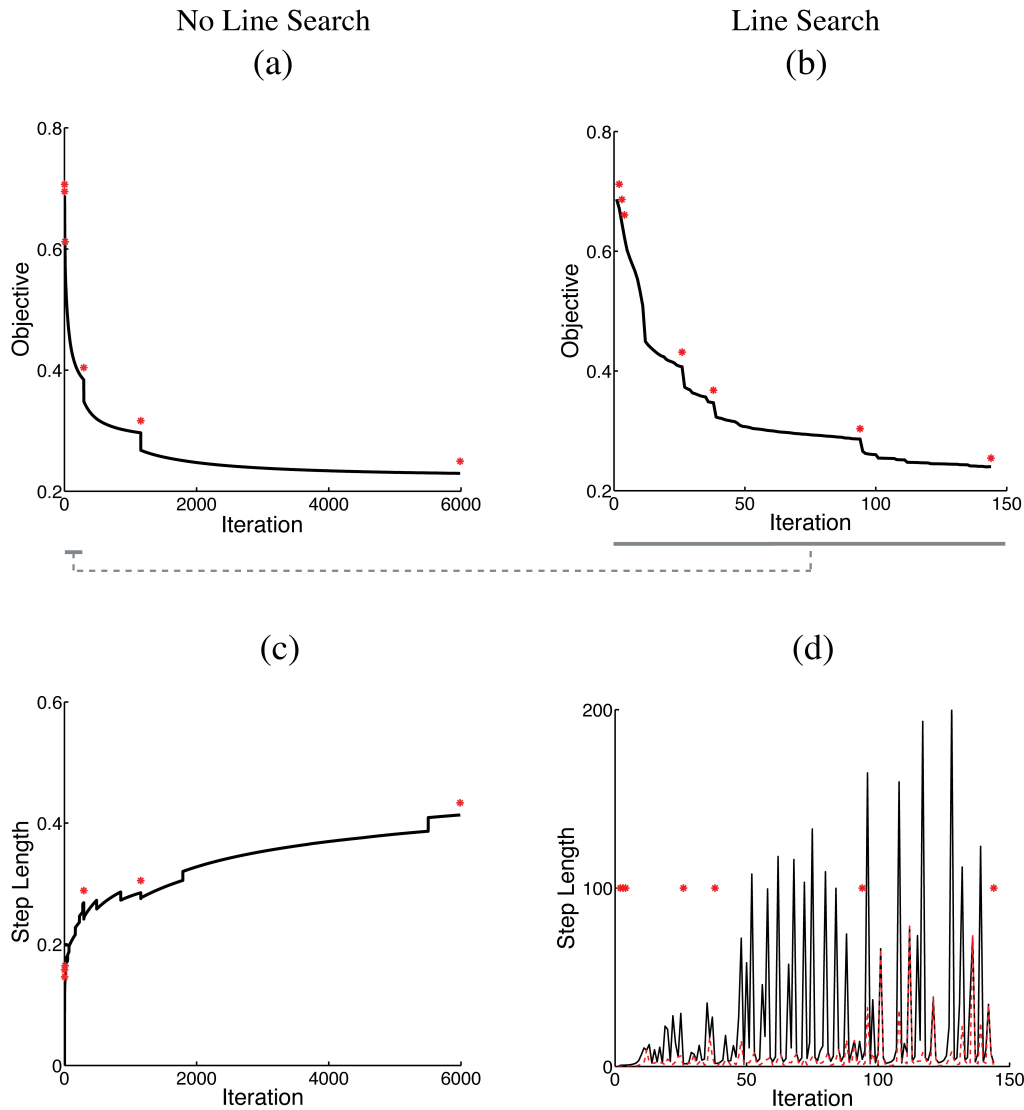 No Line Search
Line Search
(a)
(b)
0.8
0.6
0.4
0.2
Objective
0
2000
4000
6000
Iteration
0.8
0.6
0.4
0.2
Objective
0
50
100
150
Iteration
(c)
(d)
0.6
0.4
0.2
0
Step Length
0
2000
4000
6000
Iteration
200
100
0
Step Length
0
50
100
150
Iteration